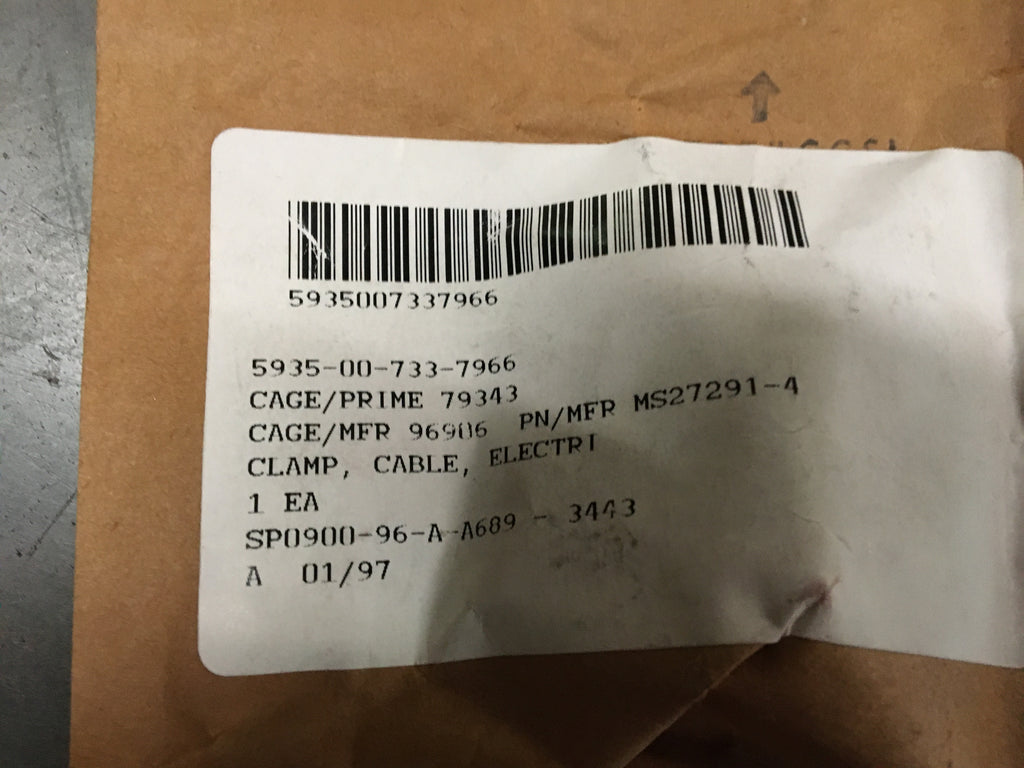 5935007337966
5935-00-733-7966
CAGE/PRIME 79343
CAGE/MFR 96906 PN/MFR MS27291-4
CLAMP, CABLE, ELECTRI
1 EA
SP0900-96-A-A689 - 3443
A 01/97